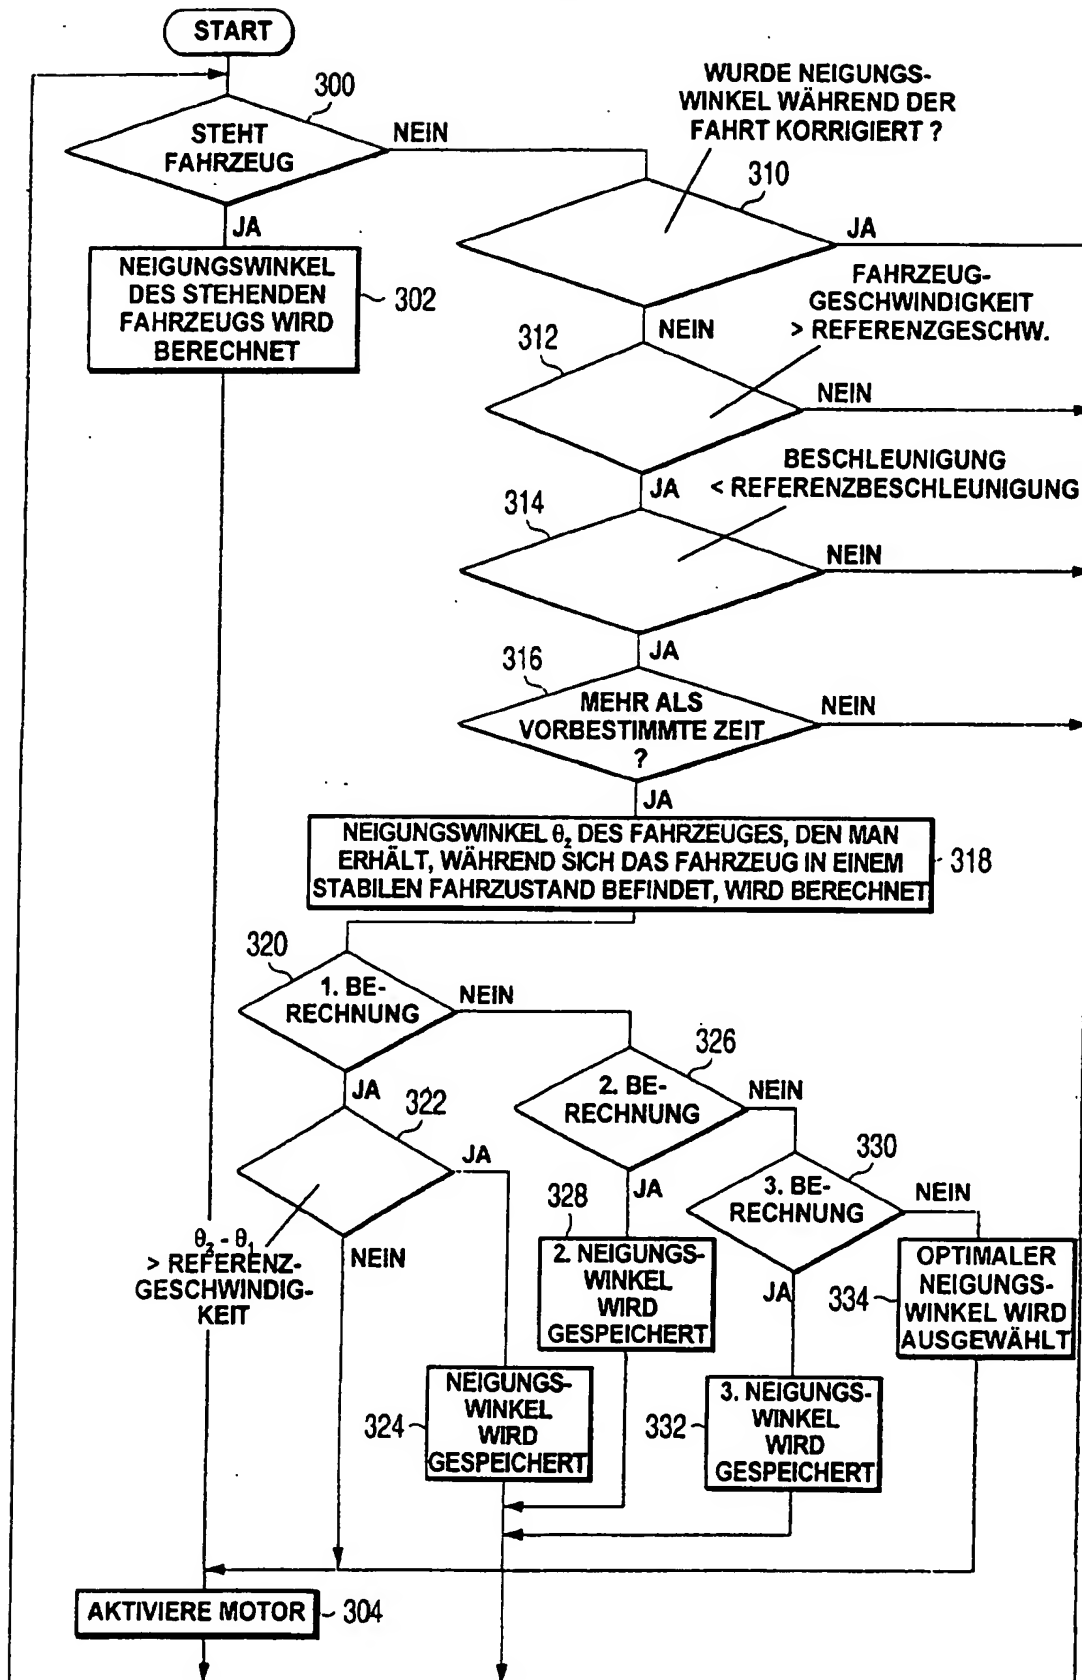 START
300
STEHT
FAHRZEUG
NEIN
JA
NEIGUNGSWINKEL
DES STEHENDEN
FAHRZEUGS WIRD
BERECHNET
302
WURDE NEIGUNGS-
WINKEL WÄHREND DER
FAHRT KORRIGIERT ?
310
JA
NEIN
FAHRZEUG-
GESCHWINDIGKEIT
> REFERENZGESCHW.
312
NEIN
JA
BESCHLEUNIGUNG
< REFERENZBESCHLEUNIGUNG
314
NEIN
JA
316
MEHR ALS
VORBESTIMMTE ZEIT
?
NEIN
JA
NEIGUNGSWINKEL θ₂ DES FAHRZEUGES, DEN MAN
ERHÄLT, WÄHREND SICH DAS FAHRZEUG IN EINEM
STABILEN FAHRZUSTAND BEFINDET, WIRD BERECHNET
318
320
1. BE-
RECHNUNG
NEIN
JA
322
JA
θ₂ - θ₁
> REFERENZ-
GESCHWINDIG-
KEIT
NEIN
NEIGUNGS-
WINKEL
WIRD
GESPEICHERT
324
326
2. BE-
RECHNUNG
NEIN
JA
328
2. NEIGUNGS-
WINKEL
WIRD
GESPEICHERT
330
3. BE-
RECHNUNG
NEIN
JA
3. NEIGUNGS-
WINKEL
WIRD
GESPEICHERT
332
OPTIMALER
NEIGUNGS-
WINKEL WIRD
AUSGEWÄHLT
334
AKTIVIERE MOTOR
304